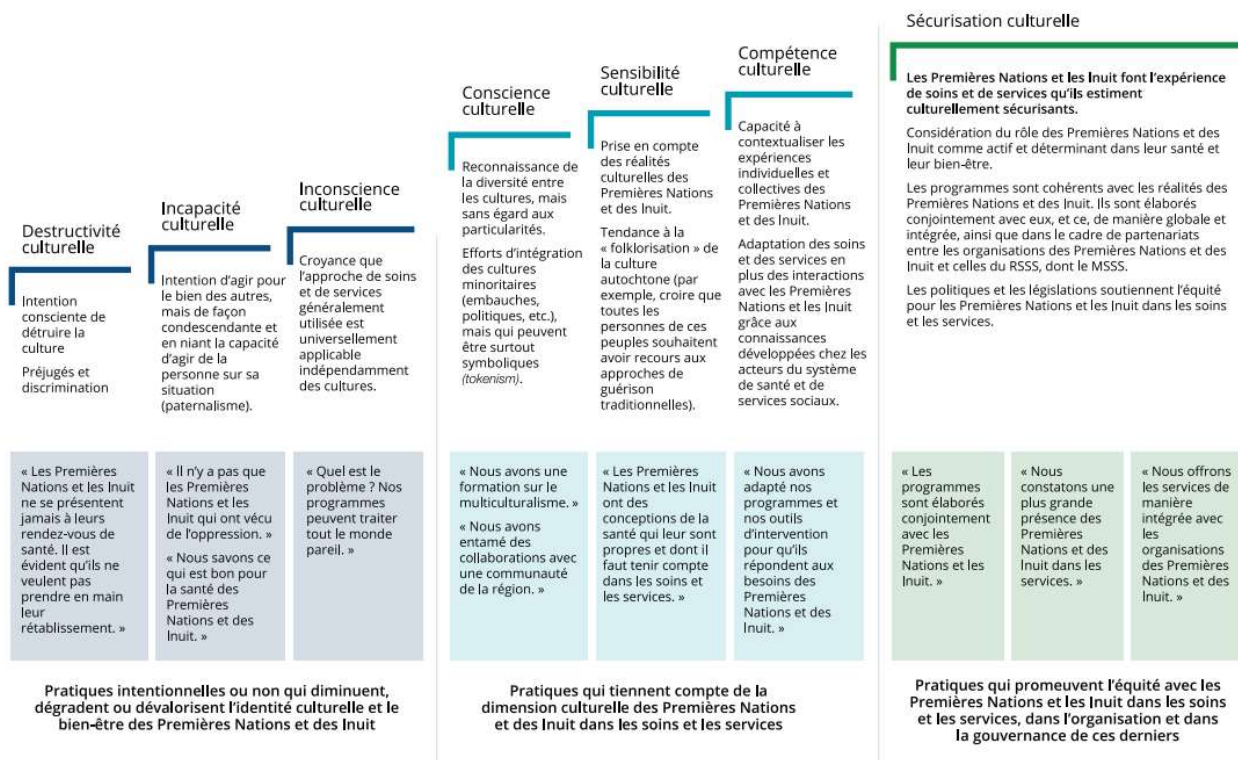 Destructivité
culturelle
Intention
consciente de
détruire la
culture
Préjugés et
discrimination
« Les Premières
Nations et les Inuit
ne se présentent
jamais à leurs
rendez-vous de
santé. Il est
évident qu’ils ne
veulent pas
prendre en main
leur
rétablissement. »
Incapacité
culturelle
Intention d’agir pour
le bien des autres,
mais de façon
condescendante et
en niant la capacité
d’agir de la
personne sur sa
situation
(paternalisme).
« Il n’y a pas que
les Premières
Nations et les
Inuit qui ont vécu
de l’oppression. »
« Nous savons ce
qui est bon pour
la santé des
Premières
Nations et des
Inuit. »
Inconscience
culturelle
Croyance que
l’approche de soins
et de services
généralement
utilisée est
universellement
applicable
indépendamment
des cultures.
« Quel est le
problème ? Nos
programmes
peuvent traiter
tout le monde
pareil. »
Pratiques intentionnelles ou non qui diminuent,
dégradent ou dévalorisent l’identité culturelle et le
bien-être des Premières Nations et des Inuit
Conscience
culturelle
Reconnaissance de
la diversité entre
les cultures, mais
sans égard aux
particularités.
Efforts d’intégration
des cultures
minoritaires
(embauches,
politiques, etc.),
mais qui peuvent
être surtout
symboliques
(tokenism).
« Nous avons une
formation sur le
multiculturalisme. »
« Nous avons
entamé des
collaborations avec
une communauté
de la région. »
Sensibilité
culturelle
Prise en compte
des réalités
culturelles des
Premières Nations
et des Inuit.
Tendance à la
« folklorisation » de
la culture
autochtone (par
exemple, croire que
toutes les
personnes de ces
peuples souhaitent
avoir recours aux
approches de
guérison
traditionnelles).
« Les Premières
Nations et les Inuit
ont des
conceptions de la
santé qui leur sont
propres et dont il
faut tenir compte
dans les soins et
les services. »
Compétence
culturelle
Capacité à
contextualiser les
expériences
individuelles et
collectives des
Premières Nations
et des Inuit.
Adaptation des soins
et des services en
plus des interactions
avec les Premières
Nations et les Inuit
grâce aux
connaissances
développées chez les
acteurs du système
de santé et de
services sociaux.
« Nous avons
adapté nos
programmes et
nos outils
d’intervention
pour qu’ils
répondent aux
besoins des
Premières
Nations et des
Inuit. »
Pratiques qui tiennent compte de la
dimension culturelle des Premières Nations
et des Inuit dans les soins et les services
Sécurisation culturelle
Les Premières Nations et les Inuit font l’expérience
de soins et de services qu’ils estiment
culturellement sécurisants.
Considération du rôle des Premières Nations et des
Inuit comme actif et déterminant dans leur santé et
leur bien-être.
Les programmes sont cohérents avec les réalités des
Premières Nations et des Inuit. Ils sont élaborés
conjointement avec eux, et ce, de manière globale et
intégrée, ainsi que dans le cadre de partenariats
entre les organisations des Premières Nations et des
Inuit et celles du RSSS, dont le MSSS.
Les politiques et les législations soutiennent l’équité
pour les Premières Nations et les Inuit dans les soins
et les services.
« Les
programmes
sont élaborés
conjointement
avec les
Premières
Nations et les
Inuit. »
« Nous
constatons une
plus grande
présence des
Premières
Nations et des
Inuit dans les
services. »
« Nous offrons
les services de
manière
intégrée avec
les
organisations
des Premières
Nations et des
Inuit. »
Pratiques qui promeuvent l’équité avec les
Premières Nations et les Inuit dans les soins
et les services, dans l’organisation et dans
la gouvernance de ces derniers